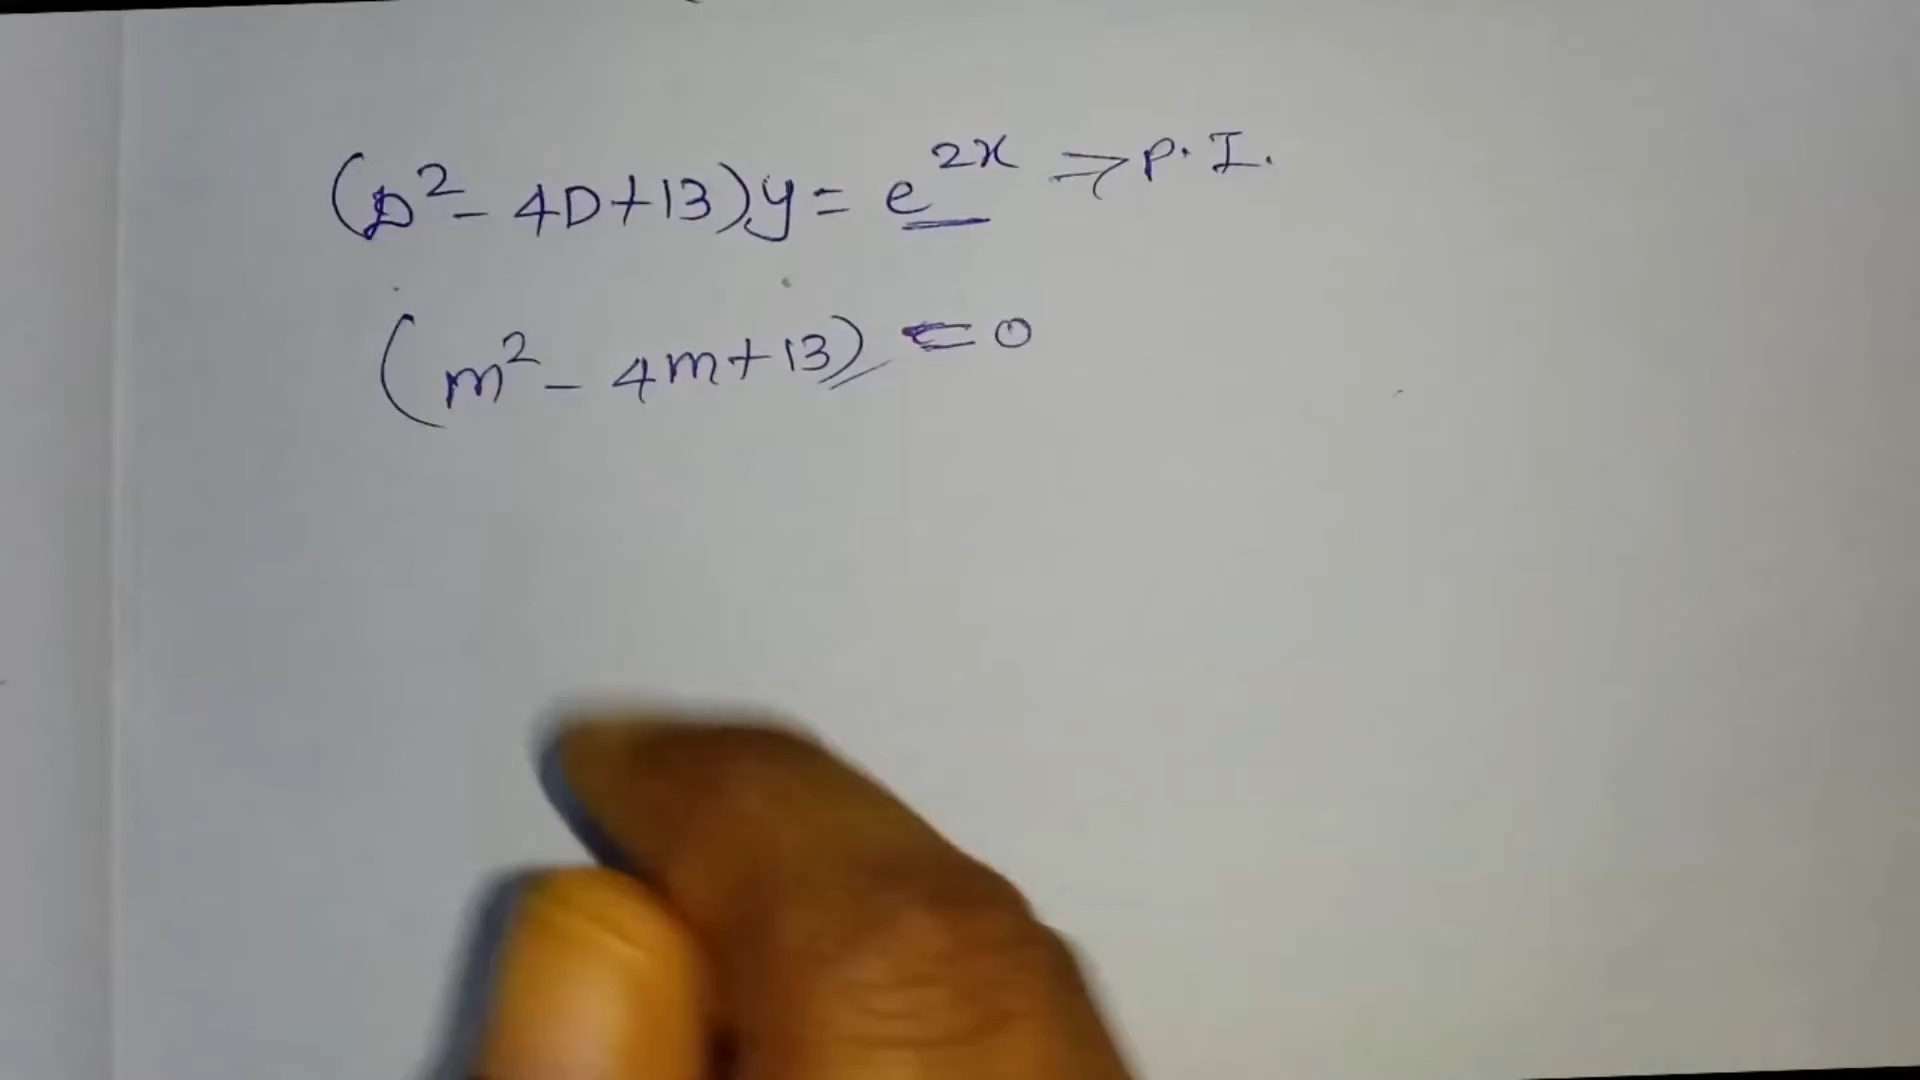 (D² - 4D + 13)y = e^{2x} ⇒ P.I.
(m² - 4m + 13) = 0